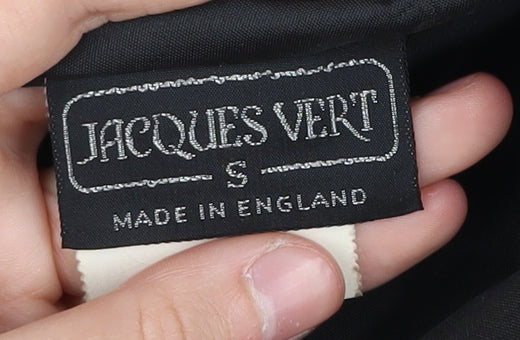 JACQUES VERT
S
MADE IN ENGLAND